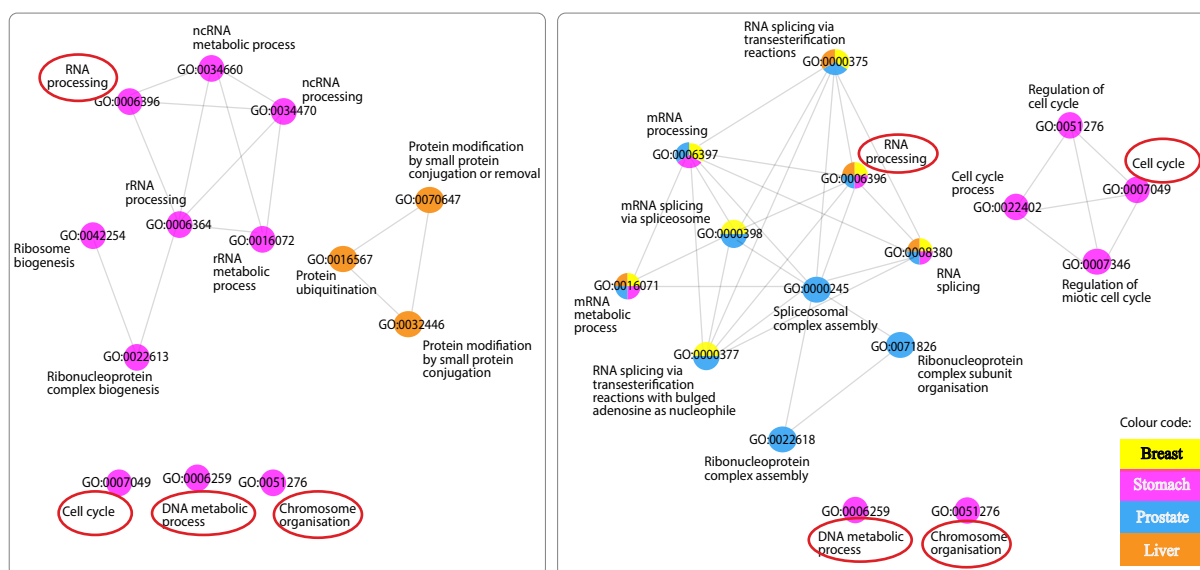 ncRNA
metabolic process
GO:0034660
RNA
processing
GO:0006396
ncRNA
processing
GO:0034470
Protein modification
by small protein
conjugation or removal
GO:0070647
rRNA
processing
GO:0006364
GO:0042254
Ribosome
biogenesis
GO:0016072
rRNA metabolic
process
GO:0016567
Protein
ubiquitination
GO:0032446
Protein modifiation
by small protein
conjugation
GO:0022613
Ribonucleoprotein
complex biogenesis
GO:0007049
Cell cycle
GO:0006259
DNA metabolic
process
GO:0051276
Chromosome
organisation
RNA splicing via
transesterification
reactions
GO:0000375
mRNA
processing
GO:0006397
RNA
processing
GO:0006396
mRNA splicing
via spliceosome
GO:0000398
GO:0008380
RNA
splicing
GO:0016071
mRNA
metabolic
process
GO:0000245
Spliceosomal
complex assembly
GO:0000377
RNA splicing via
transesterification
reactions with bulged
adenosine as nucleophile
GO:0071826
Ribonucleoprotein
complex subunit
organisation
GO:0022618
Ribonucleoprotein
complex assembly
Regulation of
cell cycle
GO:0051276
Cell cycle
GO:0007049
Cell cycle
process
GO:0022402
GO:0007346
Regulation of
miotic cell cycle
GO:0006259
DNA metabolic
process
GO:0051276
Chromosome
organisation
Colour code:
Breast
Stomach
Prostate
Liver